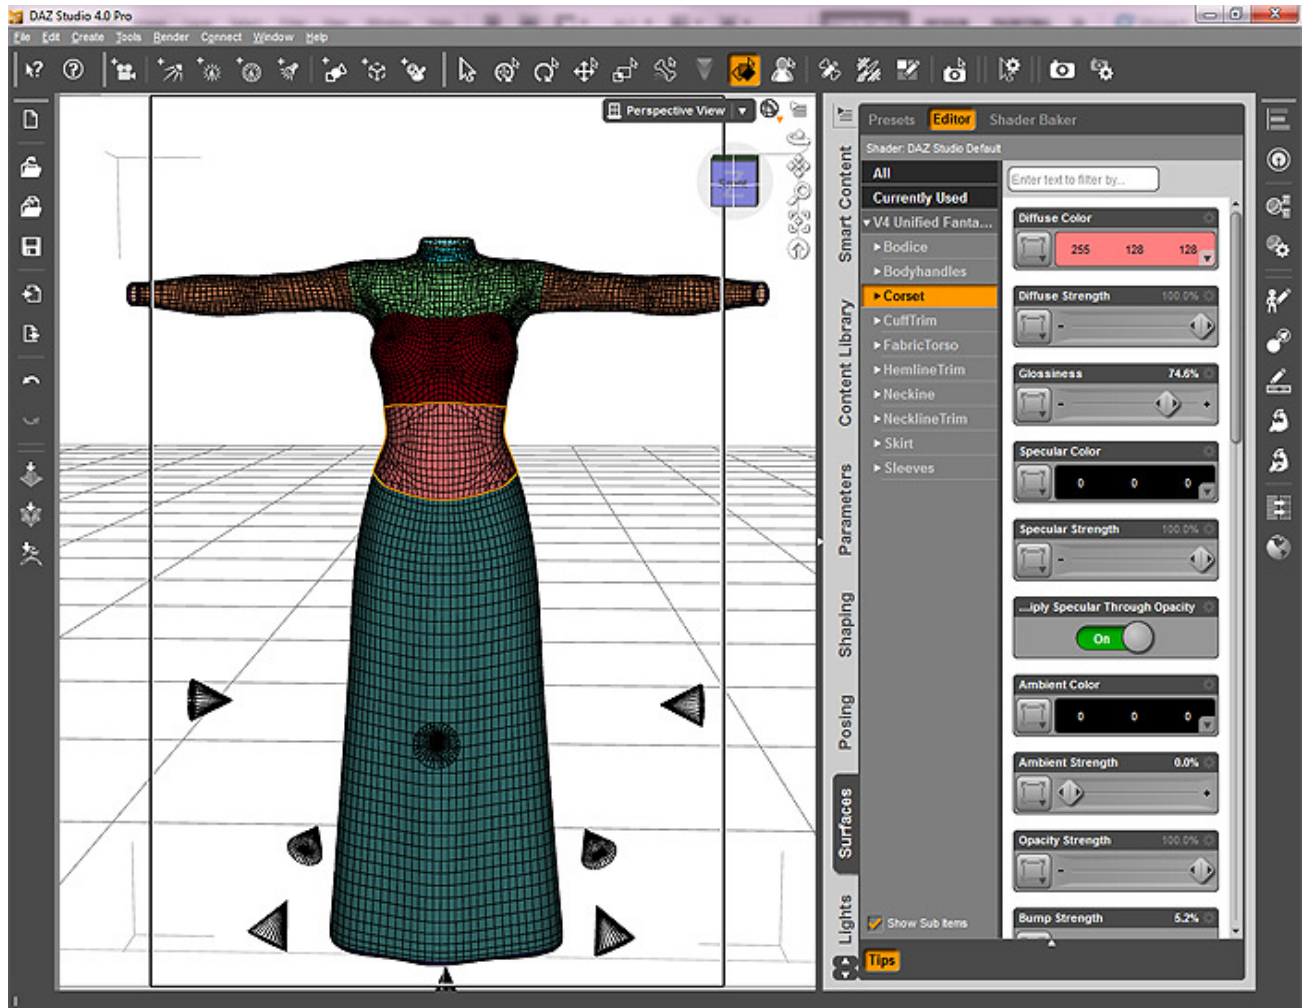 DAZ Studio 4.0 Pro
File Edit Create Tools Render Connect Window Help
Perspective View
Presets Editor Shader Baker
Shader: DAZ Studio Default
All
Currently Used
V4 Unified Fanta...
Bodice
Bodyhandles
Corset
CuffTrim
FabricTorso
HemlineTrim
Neckine
NecklineTrim
Skirt
Sleeves
Show Sub Items
Tips
Enter text to filter by...
Diffuse Color
255 128 128
Diffuse Strength 100.0%
Glossiness 74.6%
Specular Color
0 0 0
Specular Strength 100.0%
...iply Specular Through Opacity
On
Ambient Color
0 0 0
Ambient Strength 0.0%
Opacity Strength 100.0%
Bump Strength 5.2%
Smart Content
Content Library
Parameters
Shaping
Posing
Surfaces
Lights